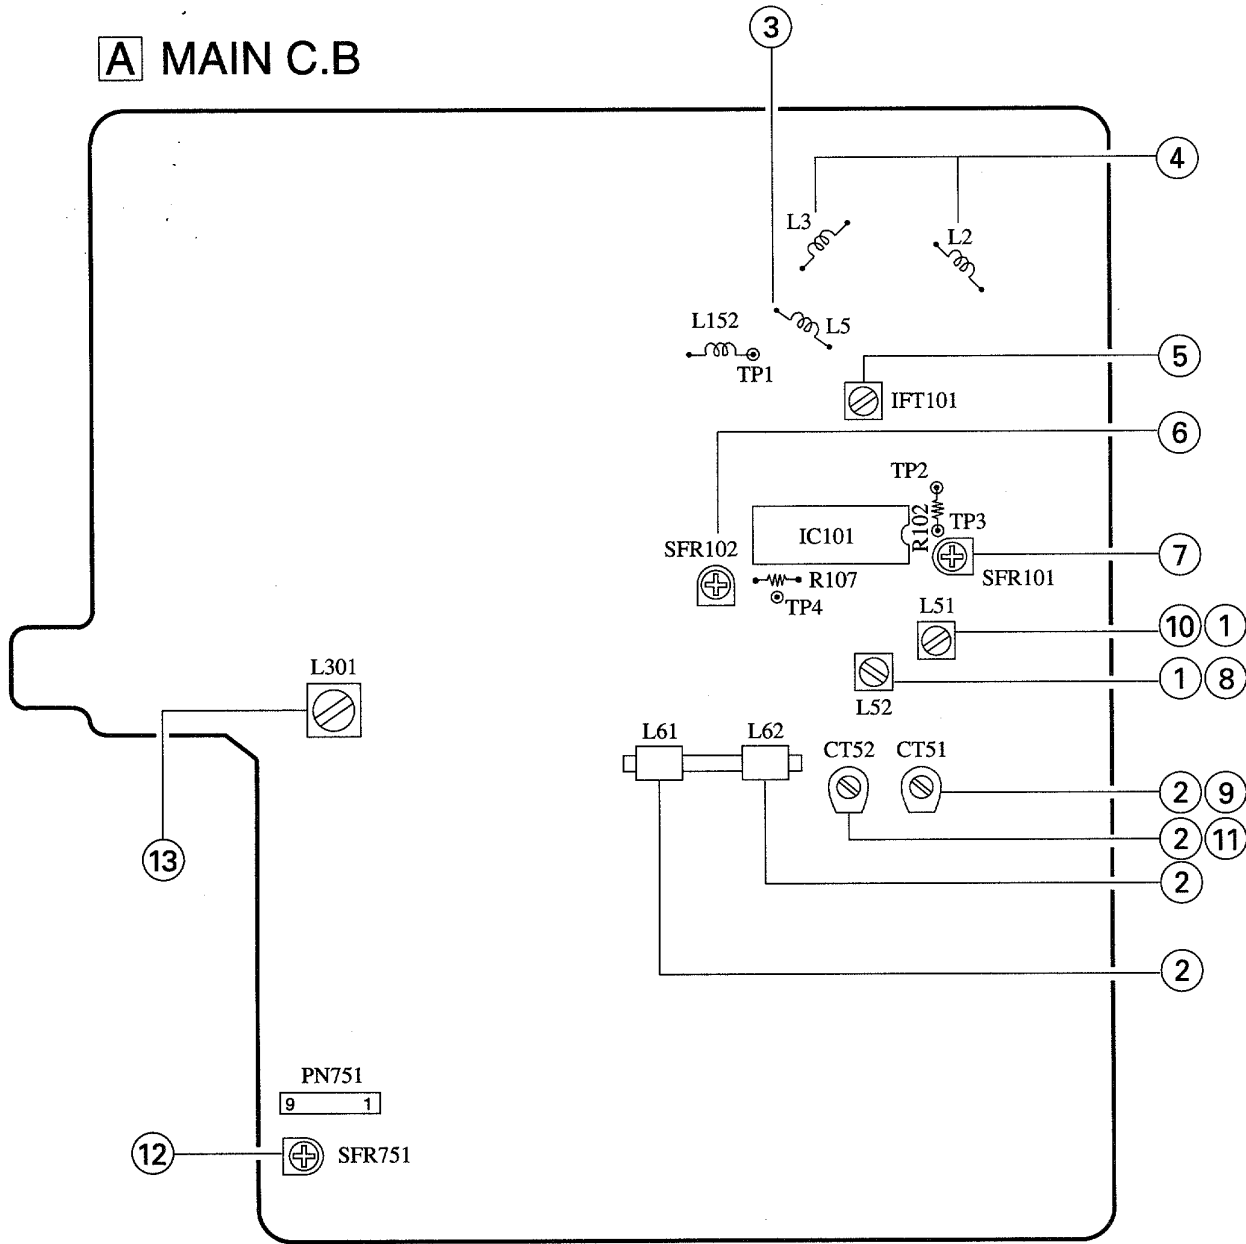 A MAIN C.B
3
4
L3
L2
L152
L5
TP1
5
IFT101
6
TP2
R102
TP3
IC101
SFR102
7
SFR101
R107
TP4
L51
10 1
L301
1 8
L52
L61
L62
CT52
CT51
2 9
2 11
13
2
2
PN751
9 1
12
SFR751